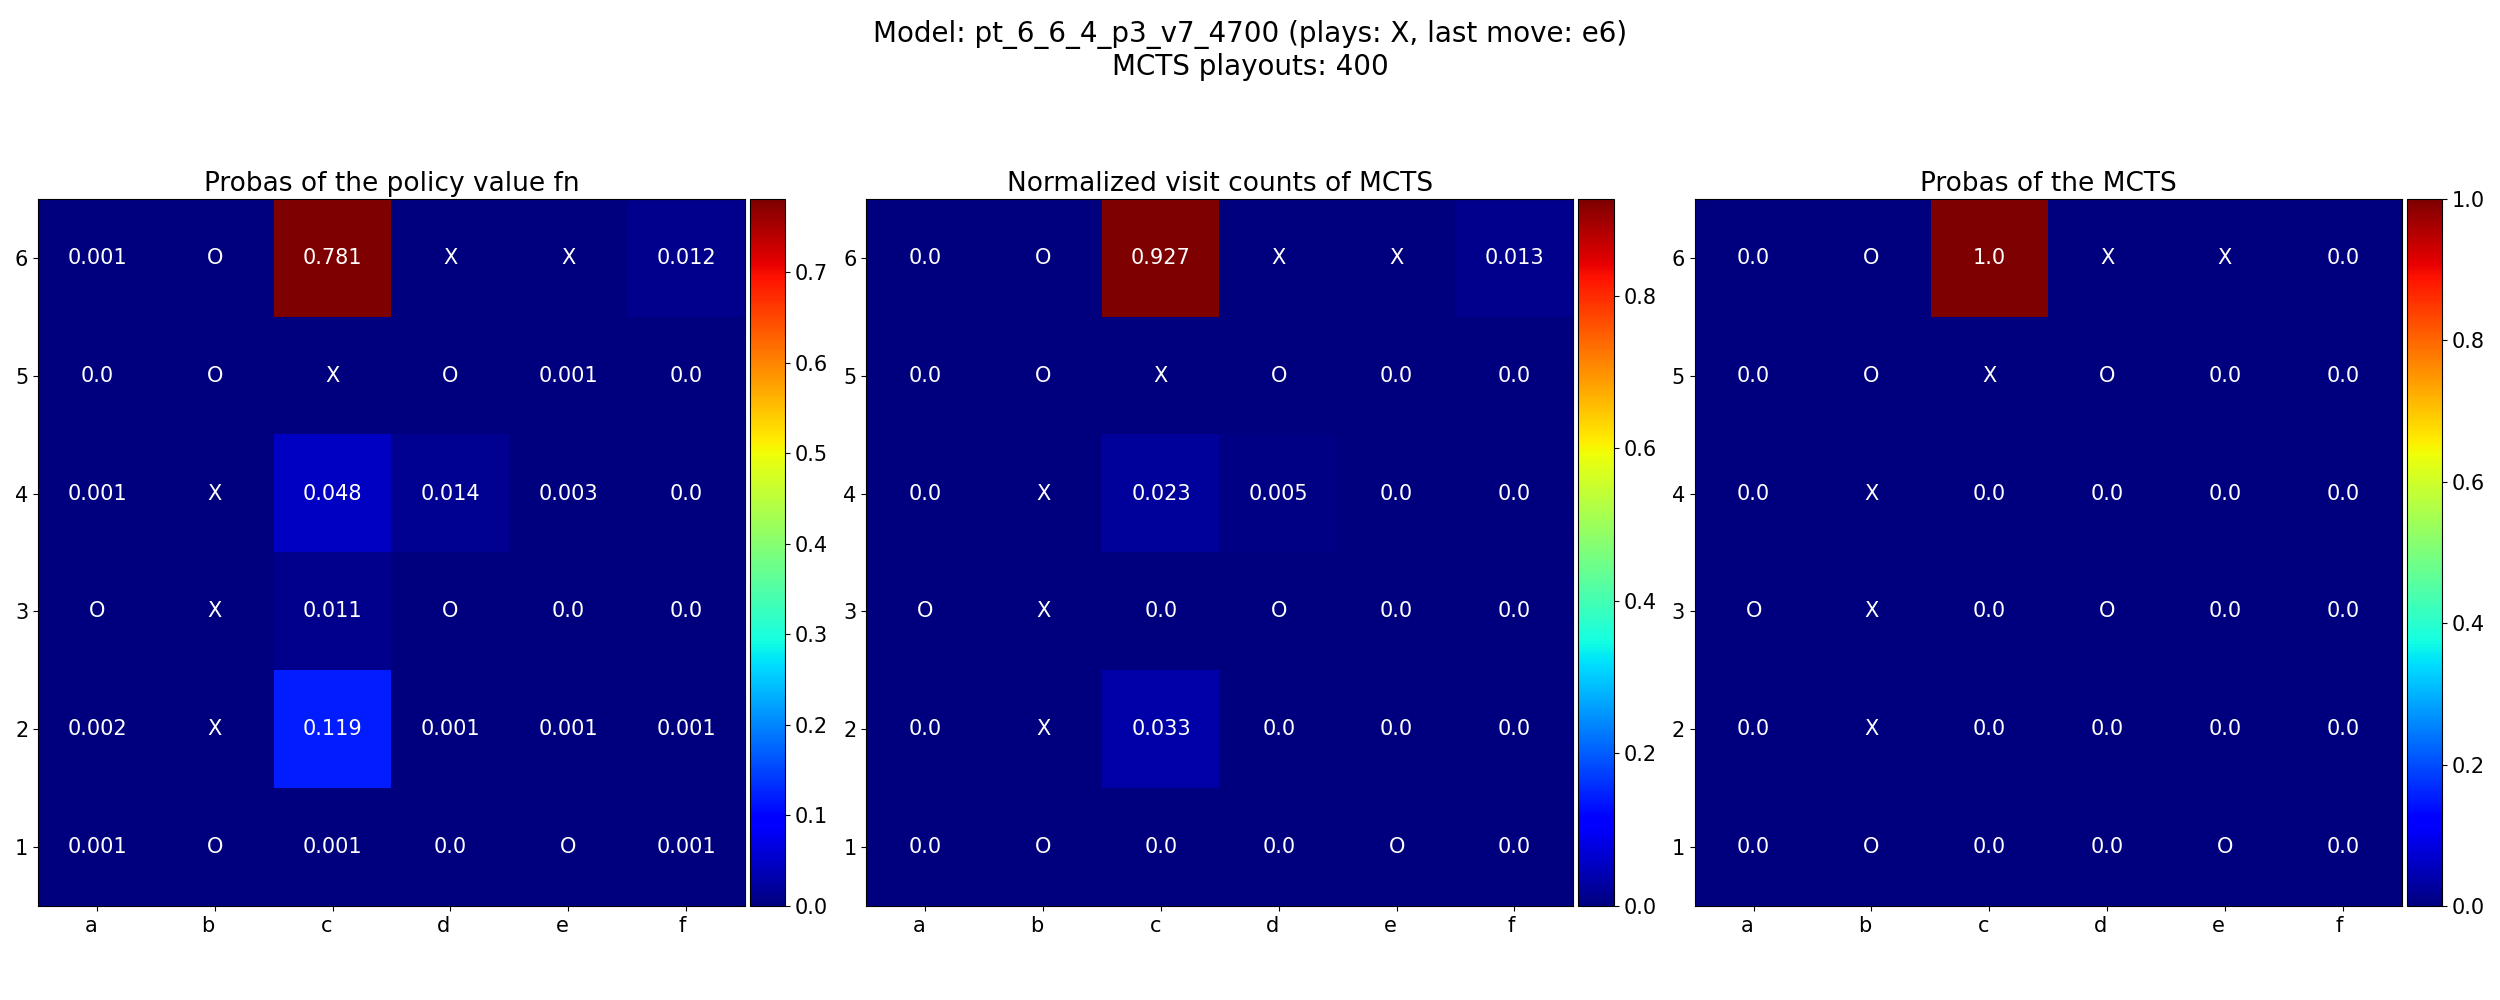 Model: pt_6_6_4_p3_v7_4700 (plays: X, last move: e6)
MCTS playouts: 400
Probas of the policy value fn
6 0.001 O 0.781 X X 0.012
5 0.0 O X O 0.001 0.0
4 0.001 X 0.048 0.014 0.003 0.0
3 O X 0.011 O 0.0 0.0
2 0.002 X 0.119 0.001 0.001 0.001
1 0.001 O 0.001 0.0 O 0.001
a b c d e f
0.7
0.6
0.5
0.4
0.3
0.2
0.1
0.0
Normalized visit counts of MCTS
6 0.0 O 0.927 X X 0.013
5 0.0 O X O 0.0 0.0
4 0.0 X 0.023 0.005 0.0 0.0
3 O X 0.0 O 0.0 0.0
2 0.0 X 0.033 0.0 0.0 0.0
1 0.0 O 0.0 0.0 O 0.0
a b c d e f
0.8
0.6
0.4
0.2
0.0
Probas of the MCTS
6 0.0 O 1.0 X X 0.0
5 0.0 O X O 0.0 0.0
4 0.0 X 0.0 0.0 0.0 0.0
3 O X 0.0 O 0.0 0.0
2 0.0 X 0.0 0.0 0.0 0.0
1 0.0 O 0.0 0.0 O 0.0
a b c d e f
1.0
0.8
0.6
0.4
0.2
0.0